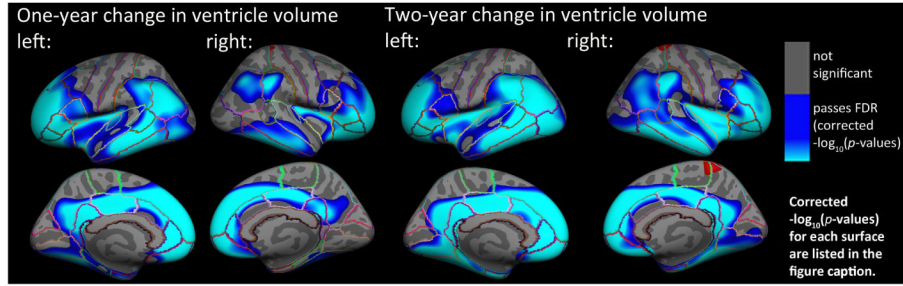 One-year change in ventricle volume
left:
right:
Two-year change in ventricle volume
left:
right:
not
significant
passes FDR
(corrected
-log10(p-values)
Corrected
-log10(p-values)
for each surface
are listed in the
figure caption.